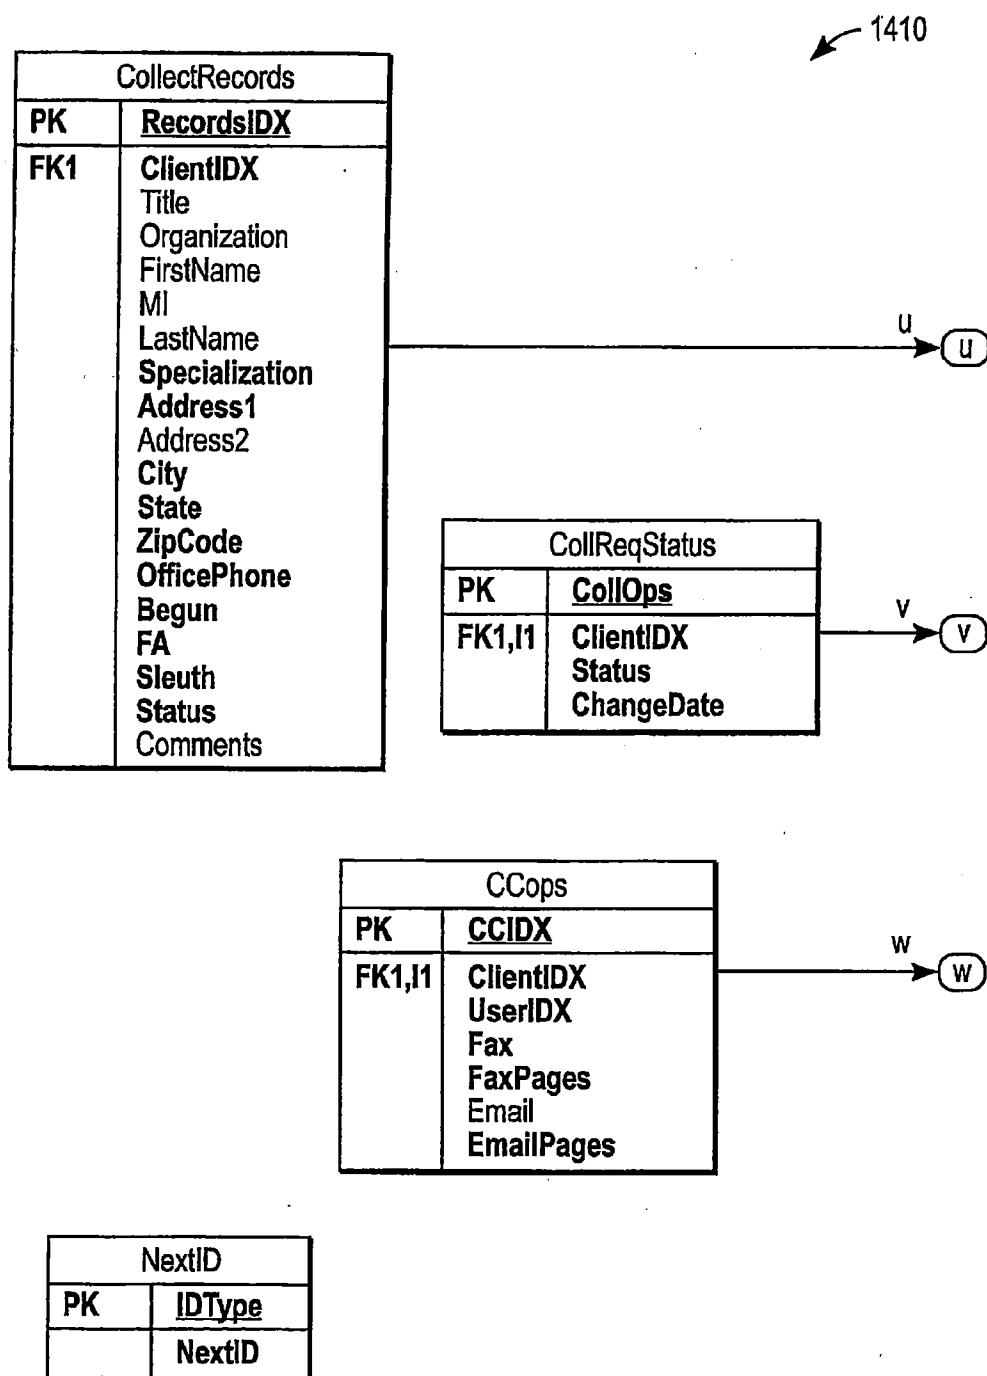 1410
CollectRecords
PK RecordsIDX
FK1 ClientIDX
Title
Organization
FirstName
MI
LastName
Specialization
Address1
Address2
City
State
ZipCode
OfficePhone
Begun
FA
Sleuth
Status
Comments
u
u
CollReqStatus
PK CollOps
FK1,I1 ClientIDX
Status
ChangeDate
v
v
CCops
PK CCIDX
FK1,I1 ClientIDX
UserIDX
Fax
FaxPages
Email
EmailPages
w
w
NextID
PK IDType
NextID